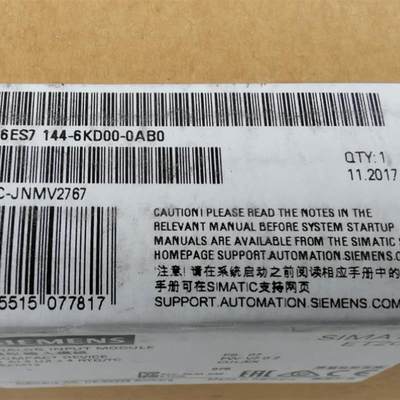 6ES7 144-6KD00-0AB0
QTY: 1
11.2017
C-JNMV2767
CAUTION! PLEASE READ THE NOTES IN THE
RELEVANT MANUAL BEFORE SYSTEM STARTUP
MANUALS ARE AVAILABLE FROM THE SIMATIC S
HOMEPAGE SUPPORT.AUTOMATION.SIEMENS.COM
注意! 请在系统启动之前阅读相应手册中的
手册可在SIMATIC支持网页
SUPPORT.AUTOMATION.SIEMENS.COM
5515 077817
SIEMENS
INPUT MODULE